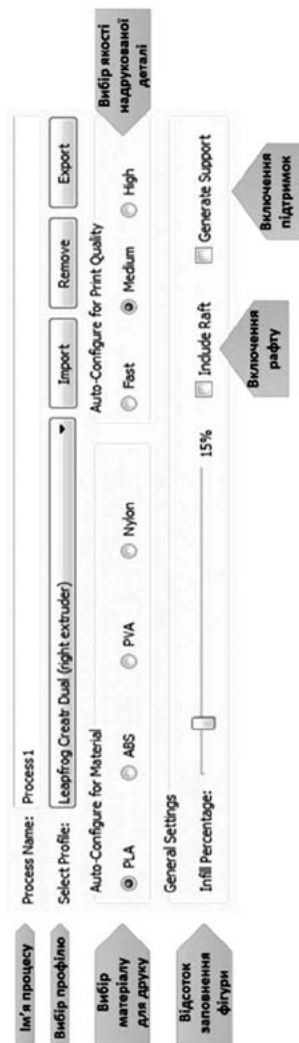 Ім'я процесу
Process Name: Process1
Вибір профілю
Select Profile: Leapfrog Creatr Dual (right extruder) Import Remove Export
Вибір
матеріалу
для друку
Auto-Configure for Material
PLA ABS PVA Nylon
Auto-Configure for Print Quality
Fast Medium High
Вибір якості
надрукованої
деталі
Відсоток
заповнення
фігури
General Settings
Infill Percentage: 15% Include Raft Generate Support
Включення
рафту
Включення
підтримок